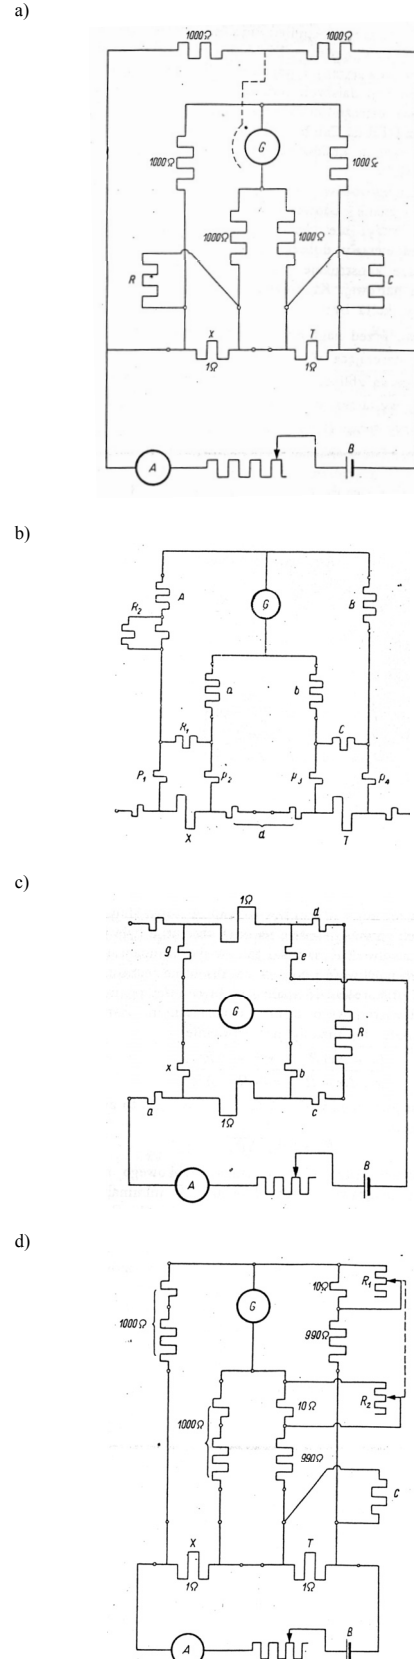 a)
1000Ω 1000Ω
G
1000Ω 1000Ω
1000Ω 1000Ω
R C
X T
1Ω 1Ω
A B
b)
A G B
R₂
a b
R₁ C
P₁ P₂ P₃ P₄
X d T
c)
1Ω d
g e
G R
x b
a 1Ω c
A B
d)
10Ω R₁
1000Ω G
990Ω
10Ω R₂
1000Ω
990Ω
C
X T
1Ω 1Ω
A B